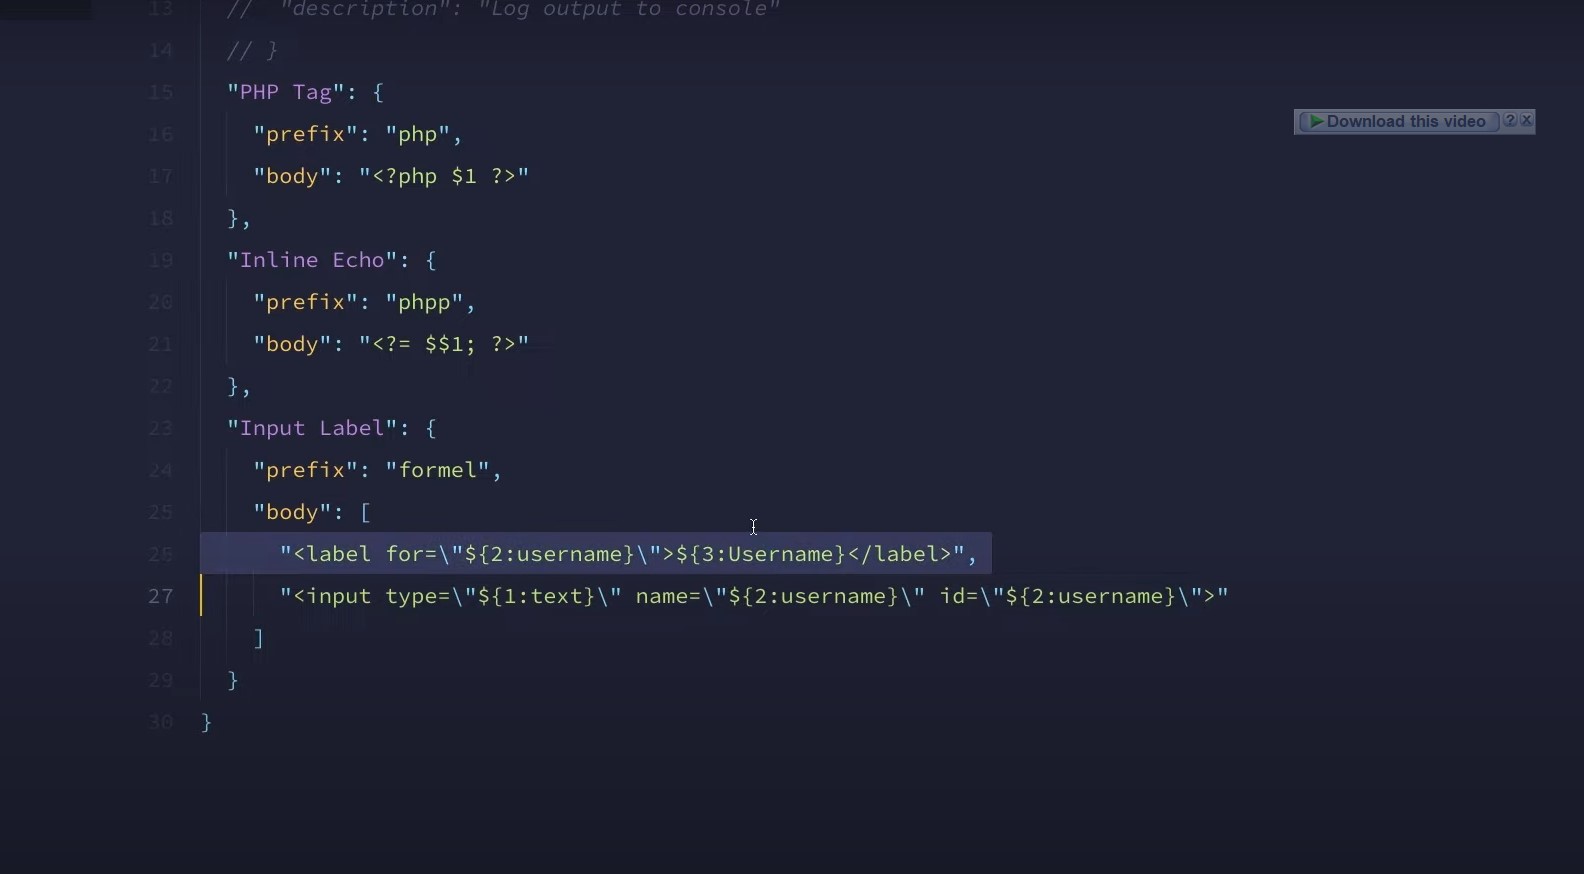 13 //  "description": "Log output to console"
14 // }
15 "PHP Tag": {
16 "prefix": "php",
17 "body": "<?php $1 ?>"
18 },
19 "Inline Echo": {
20 "prefix": "phpp",
21 "body": "<?= $$1; ?>"
22 },
23 "Input Label": {
24 "prefix": "formel",
25 "body": [
26 "<label for=\"${2:username}\">${3:Username}</label>",
27 "<input type=\"${1:text}\" name=\"${2:username}\" id=\"${2:username}\">"
28 ]
29 }
30 }
Download this video ? x